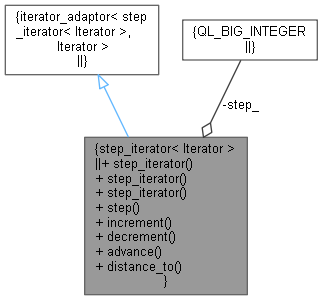 {iterator_adaptor< step
_iterator< Iterator >,
Iterator >
||}
{QL_BIG_INTEGER
||}
-step_
{step_iterator< Iterator >
||+ step_iterator()
+ step_iterator()
+ step_iterator()
+ step()
+ increment()
+ decrement()
+ advance()
+ distance_to()
}